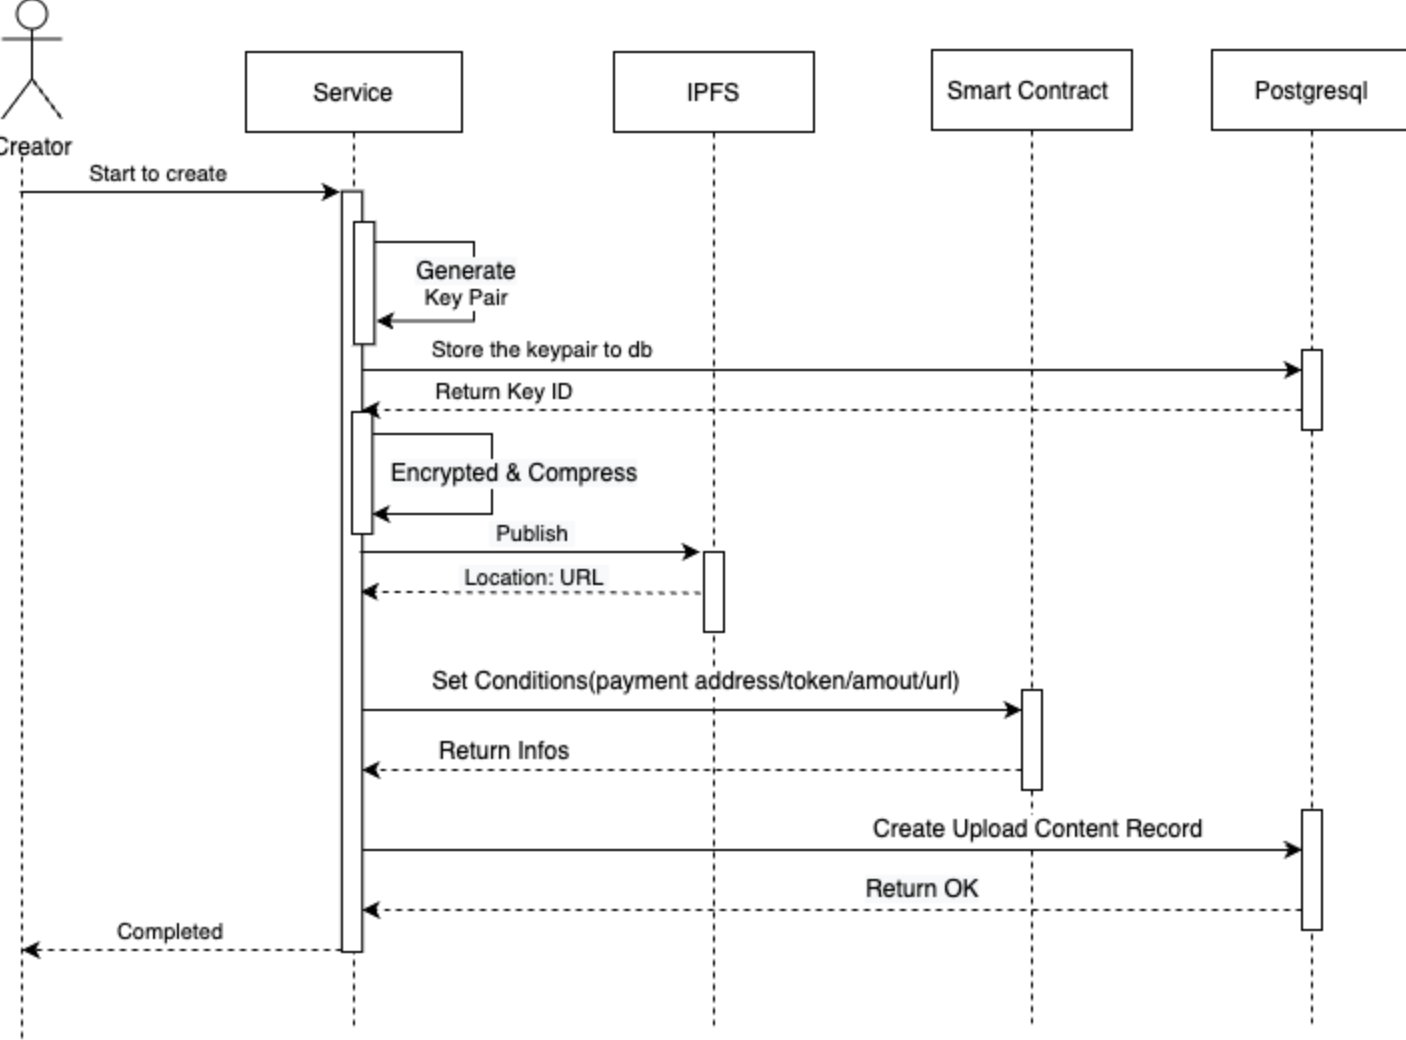 Service
IPFS
Smart Contract
Postgresql
Creator
Start to create
Generate
Key Pair
Store the keypair to db
Return Key ID
Encrypted & Compress
Publish
Location: URL
Set Conditions(payment address/token/amout/url)
Return Infos
Create Upload Content Record
Return OK
Completed